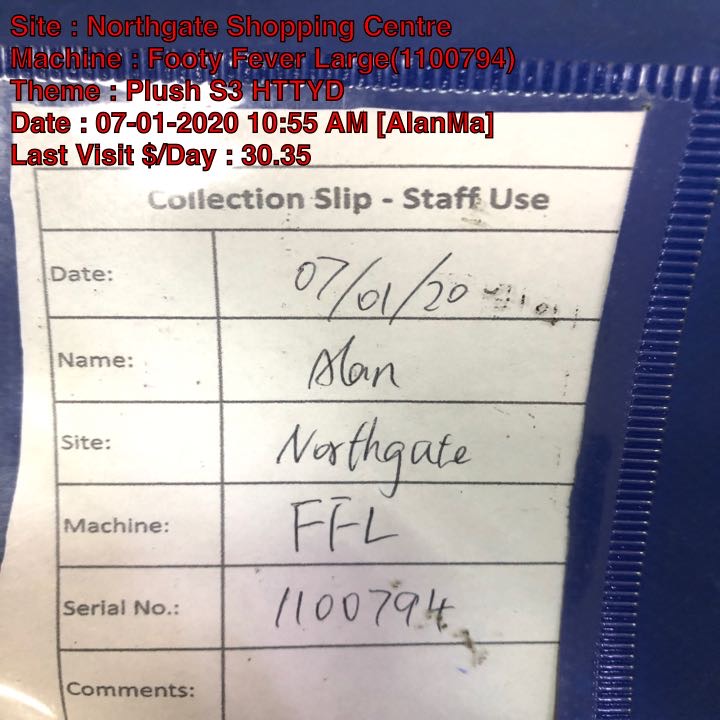 Site : Northgate Shopping Centre
Machine : Footy Fever Large(1100794)
Theme : Plush S3 HTTYD
Date : 07-01-2020 10:55 AM [AlanMa]
Last Visit $/Day : 30.35
Collection Slip - Staff Use
Date: 07/01/20
Name: Alan
Site: Northgate
Machine: FFL
Serial No.: 1100794
Comments: